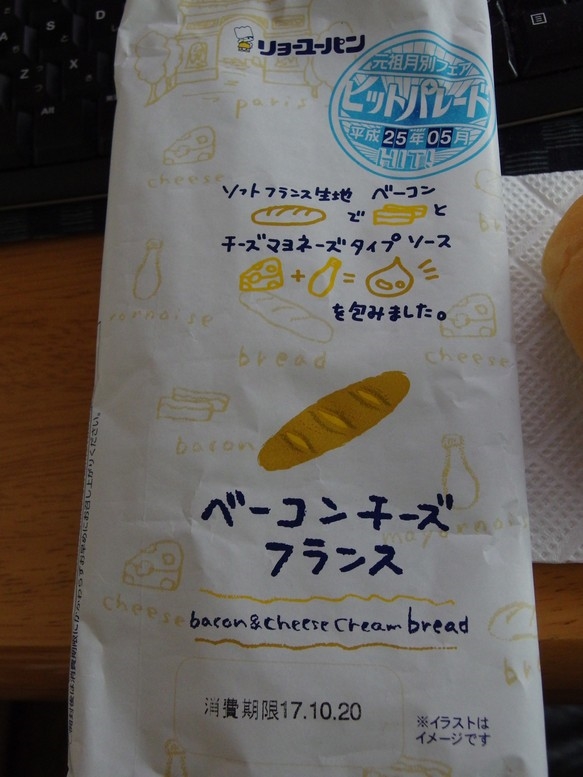 リョーユーパン
元祖月別フェア
ヒットパレード
平成25年05月
HIT!
paris
cheese
ソフトフランス生地 ベーコン
で と
チーズマヨネーズタイプソース
+ =
を包みました。
bread
cheese
bacon
ベーコンチーズ
フランス
cheese
bacon&cheese cream bread
消費期限17.10.20
※イラストは
イメージです